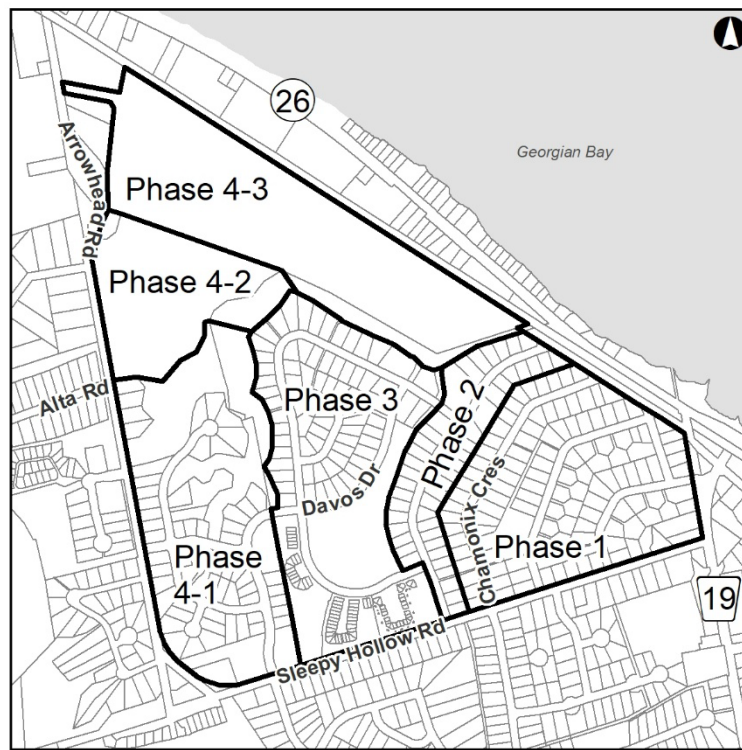 26
Georgian Bay
Arrowhead Rd
Phase 4-3
Phase 4-2
Alta Rd
Phase 3
Phase 2
Davos Dr
Chamonix Cres
Phase 1
Phase
4-1
19
Sleepy Hollow Rd